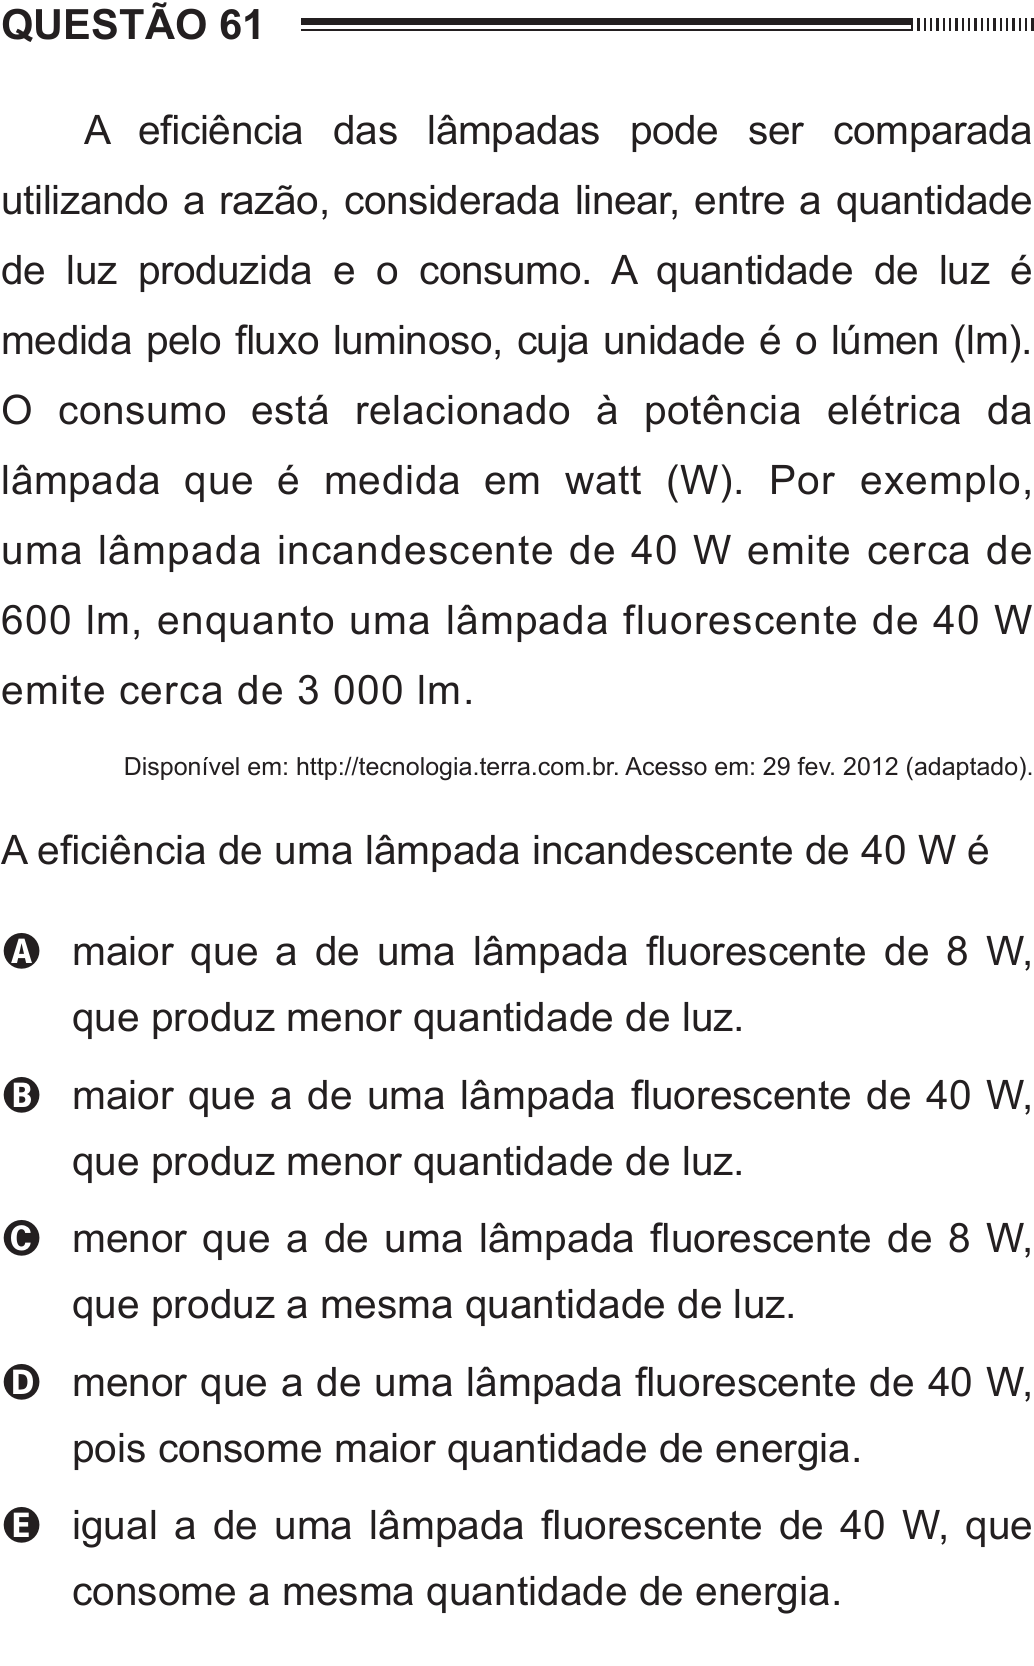 QUESTÃO 61
A eficiência das lâmpadas pode ser comparada
utilizando a razão, considerada linear, entre a quantidade
de luz produzida e o consumo. A quantidade de luz é
medida pelo fluxo luminoso, cuja unidade é o lúmen (lm).
O consumo está relacionado à potência elétrica da
lâmpada que é medida em watt (W). Por exemplo,
uma lâmpada incandescente de 40 W emite cerca de
600 lm, enquanto uma lâmpada fluorescente de 40 W
emite cerca de 3 000 lm.
Disponível em: http://tecnologia.terra.com.br. Acesso em: 29 fev. 2012 (adaptado).
A eficiência de uma lâmpada incandescente de 40 W é
A maior que a de uma lâmpada fluorescente de 8 W,
que produz menor quantidade de luz.
B maior que a de uma lâmpada fluorescente de 40 W,
que produz menor quantidade de luz.
C menor que a de uma lâmpada fluorescente de 8 W,
que produz a mesma quantidade de luz.
D menor que a de uma lâmpada fluorescente de 40 W,
pois consome maior quantidade de energia.
E igual a de uma lâmpada fluorescente de 40 W, que
consome a mesma quantidade de energia.